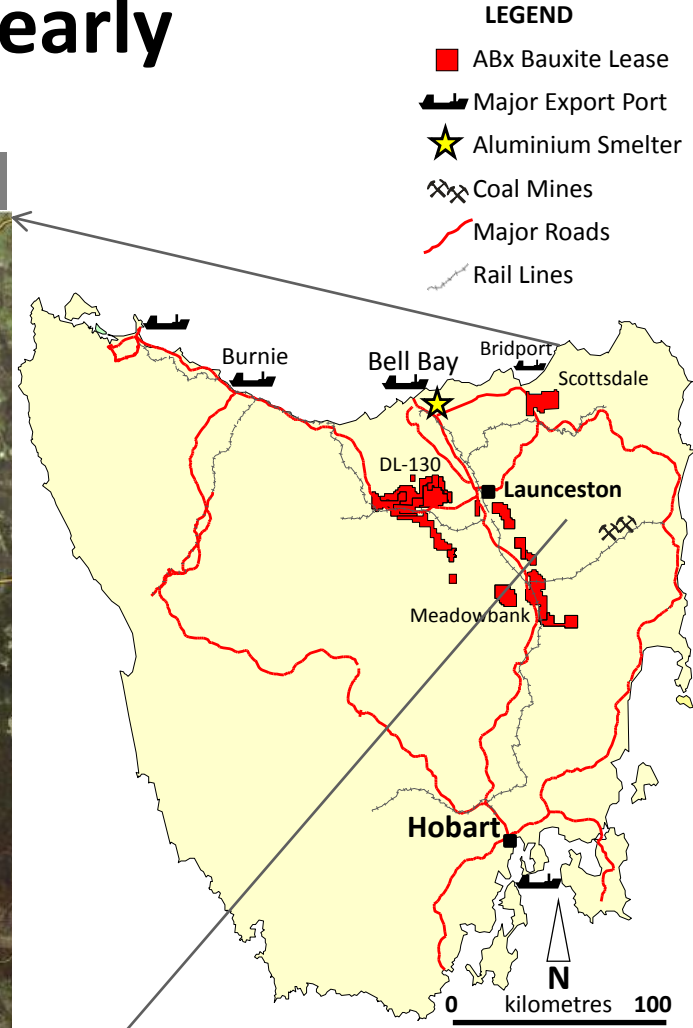 early
LEGEND
ABx Bauxite Lease
Major Export Port
Aluminium Smelter
Coal Mines
Major Roads
Rail Lines
Burnie
Bell Bay
Bridport
Scottsdale
DL-130
Launceston
Meadowbank
Hobart
N
0 kilometres 100